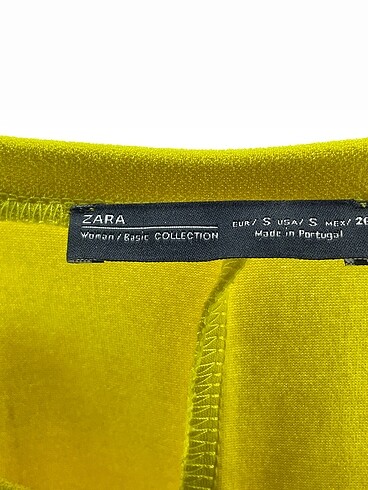 ZARA
Woman / Basic COLLECTION
EUR / S USA / S MEX / 26
Made in Portugal